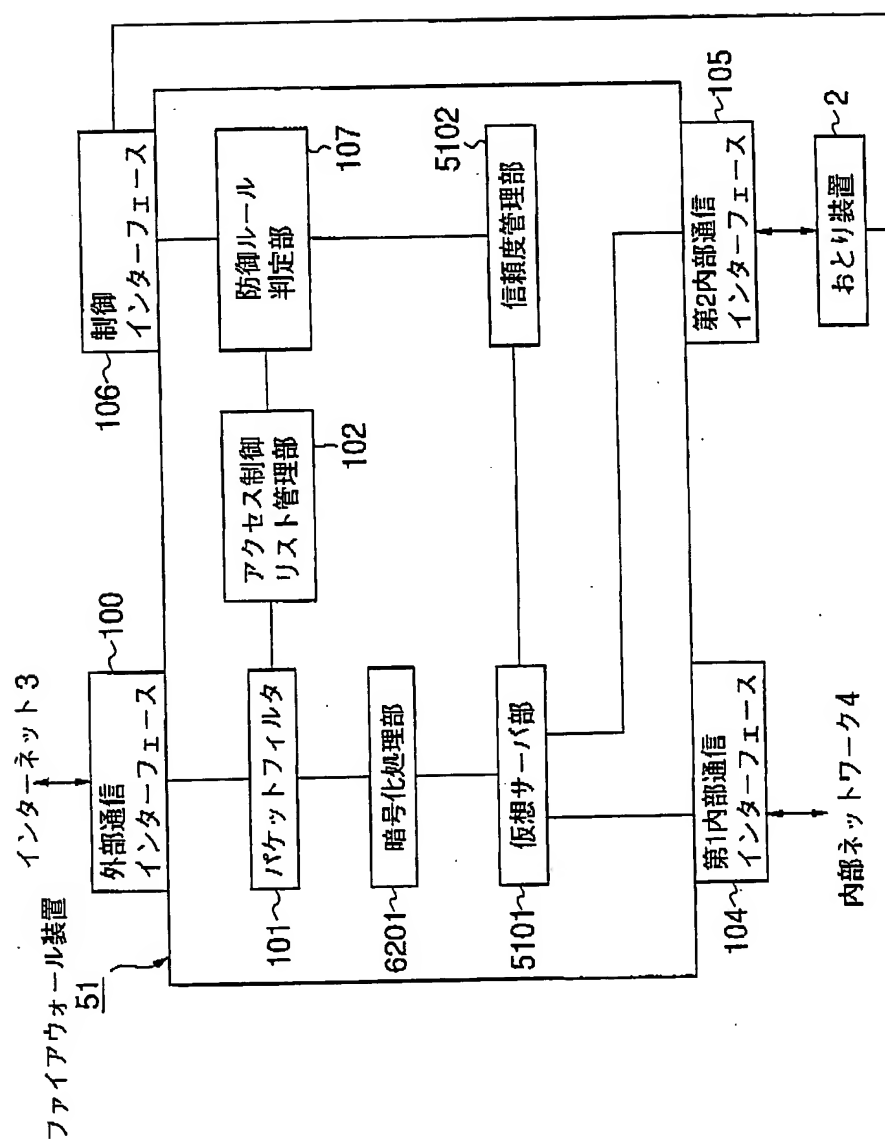 インターネット3
ファイアウォール装置
51
外部通信
インターフェース
100
制御
インターフェース
106
パケットフィルタ
101
アクセス制御
リスト管理部
102
防御ルール
判定部
107
暗号化処理部
6201
仮想サーバ部
5101
信頼度管理部
5102
第1内部通信
インターフェース
104
第2内部通信
インターフェース
105
内部ネットワーク4
おとり装置
2